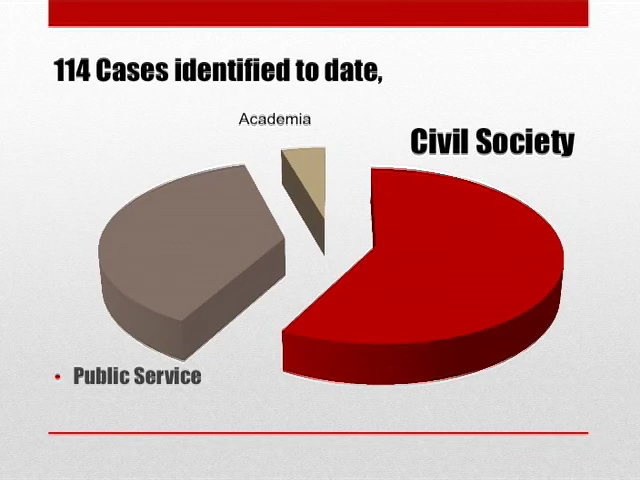 114 Cases identified to date,
Academia
Civil Society
• Public Service